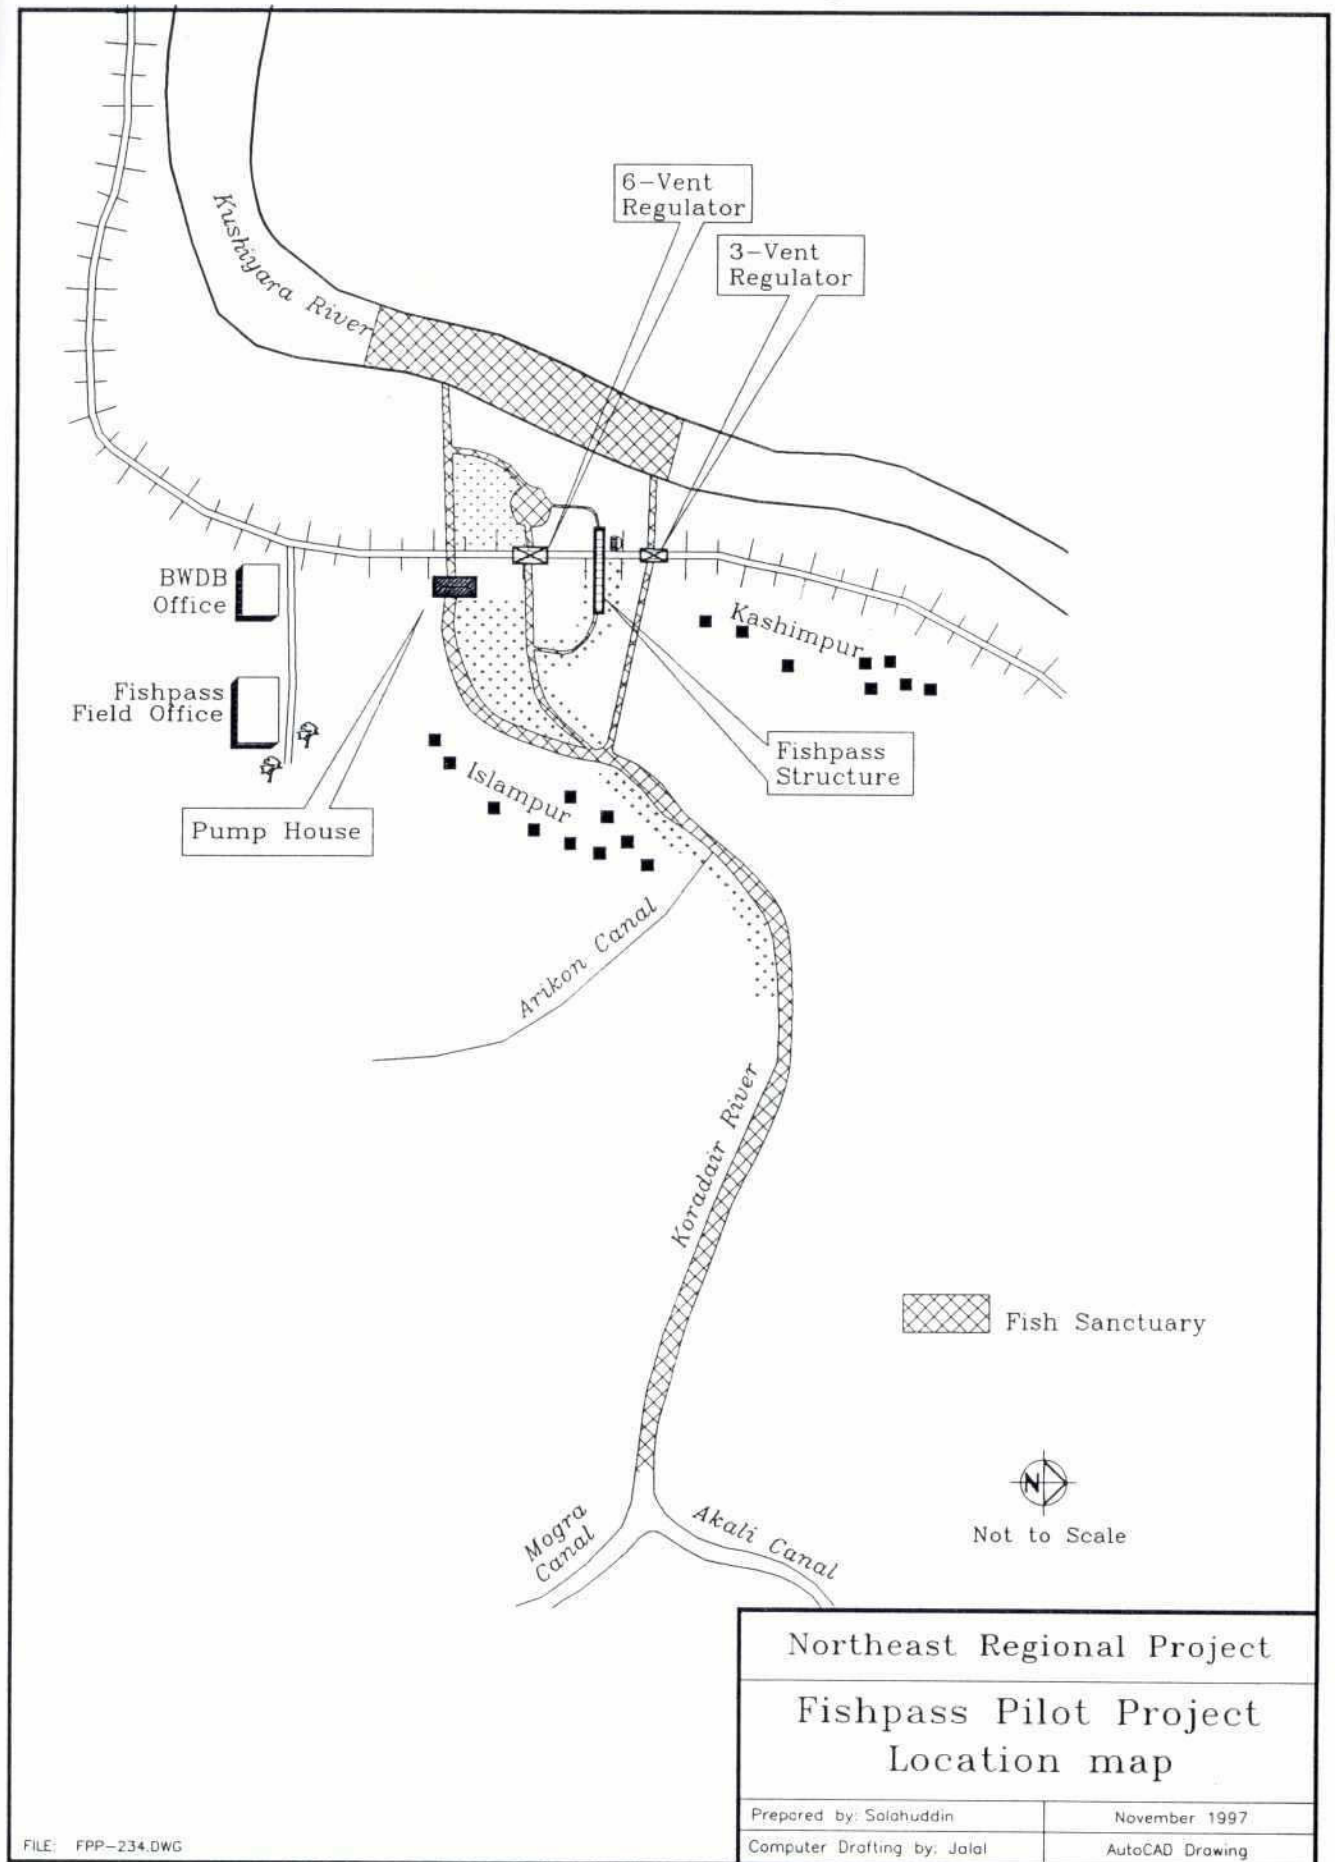 6-Vent
Regulator
3-Vent
Regulator
Kushiyara River
BWDB
Office
Kashimpur
Fishpass
Field Office
Fishpass
Structure
Islampur
Pump House
Arikon Canal
Koradair River
Fish Sanctuary
N
Not to Scale
Mogra
Canal
Akali Canal
Northeast Regional Project
Fishpass Pilot Project
Location map
Prepared by: Salahuddin
November 1997
Computer Drafting by: Jalal
AutoCAD Drawing
FILE: FPP-234.DWG